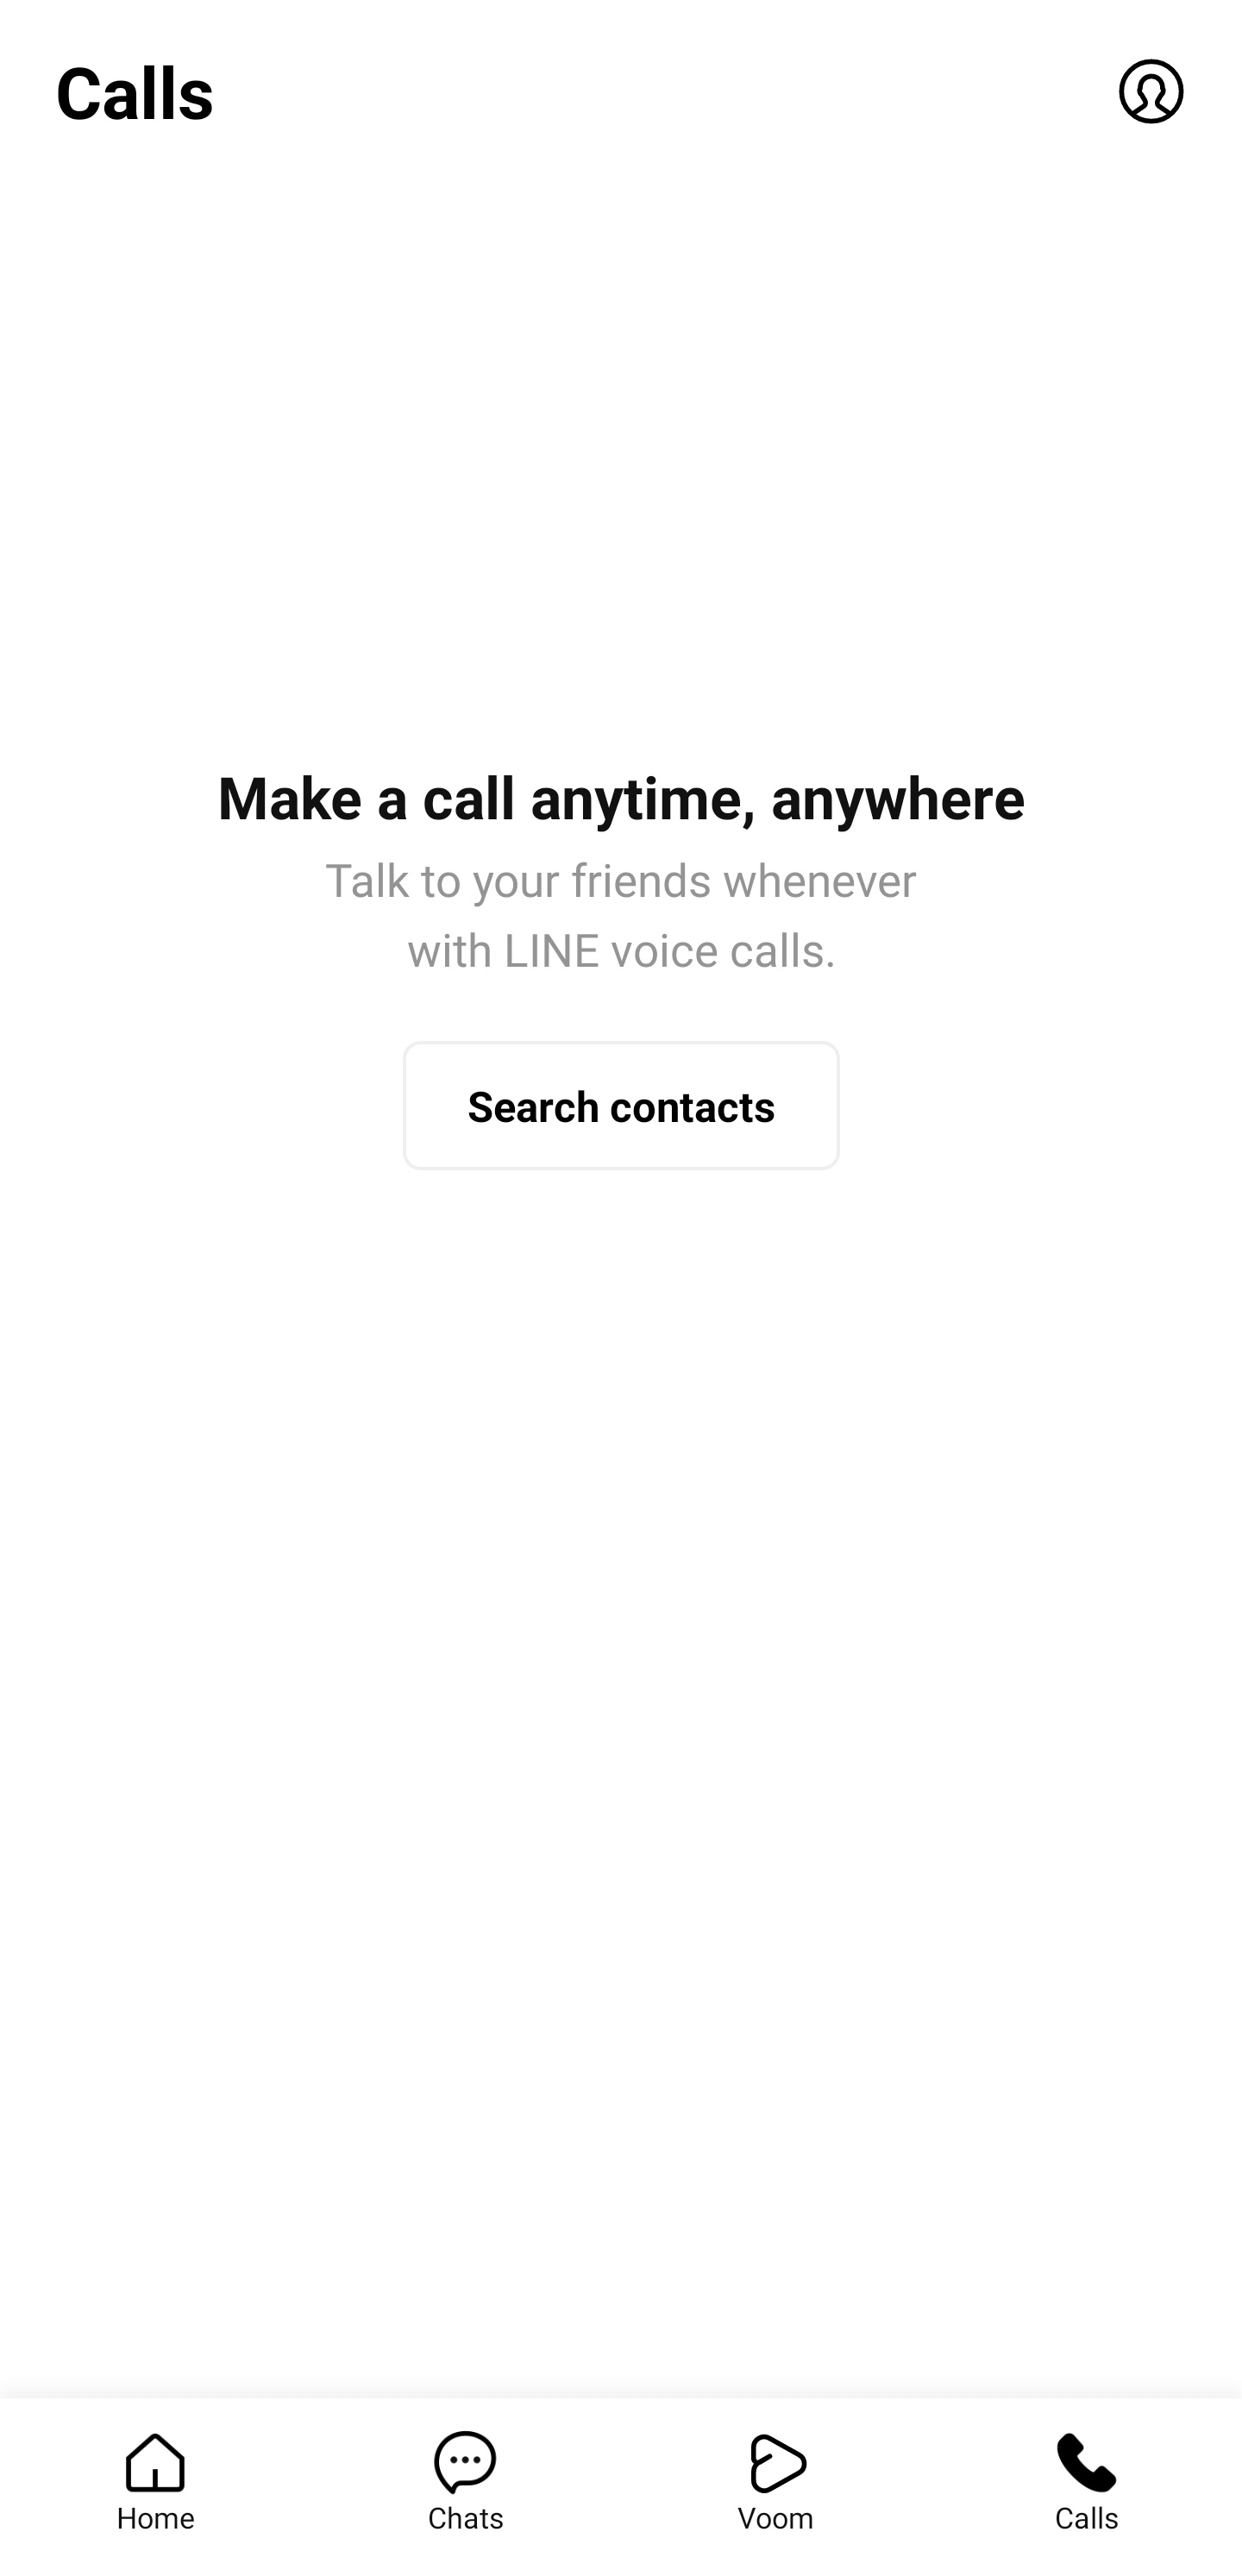 Calls
Make a call anytime, anywhere
Talk to your friends whenever
with LINE voice calls.
Search contacts
Home
Chats
Voom
Calls